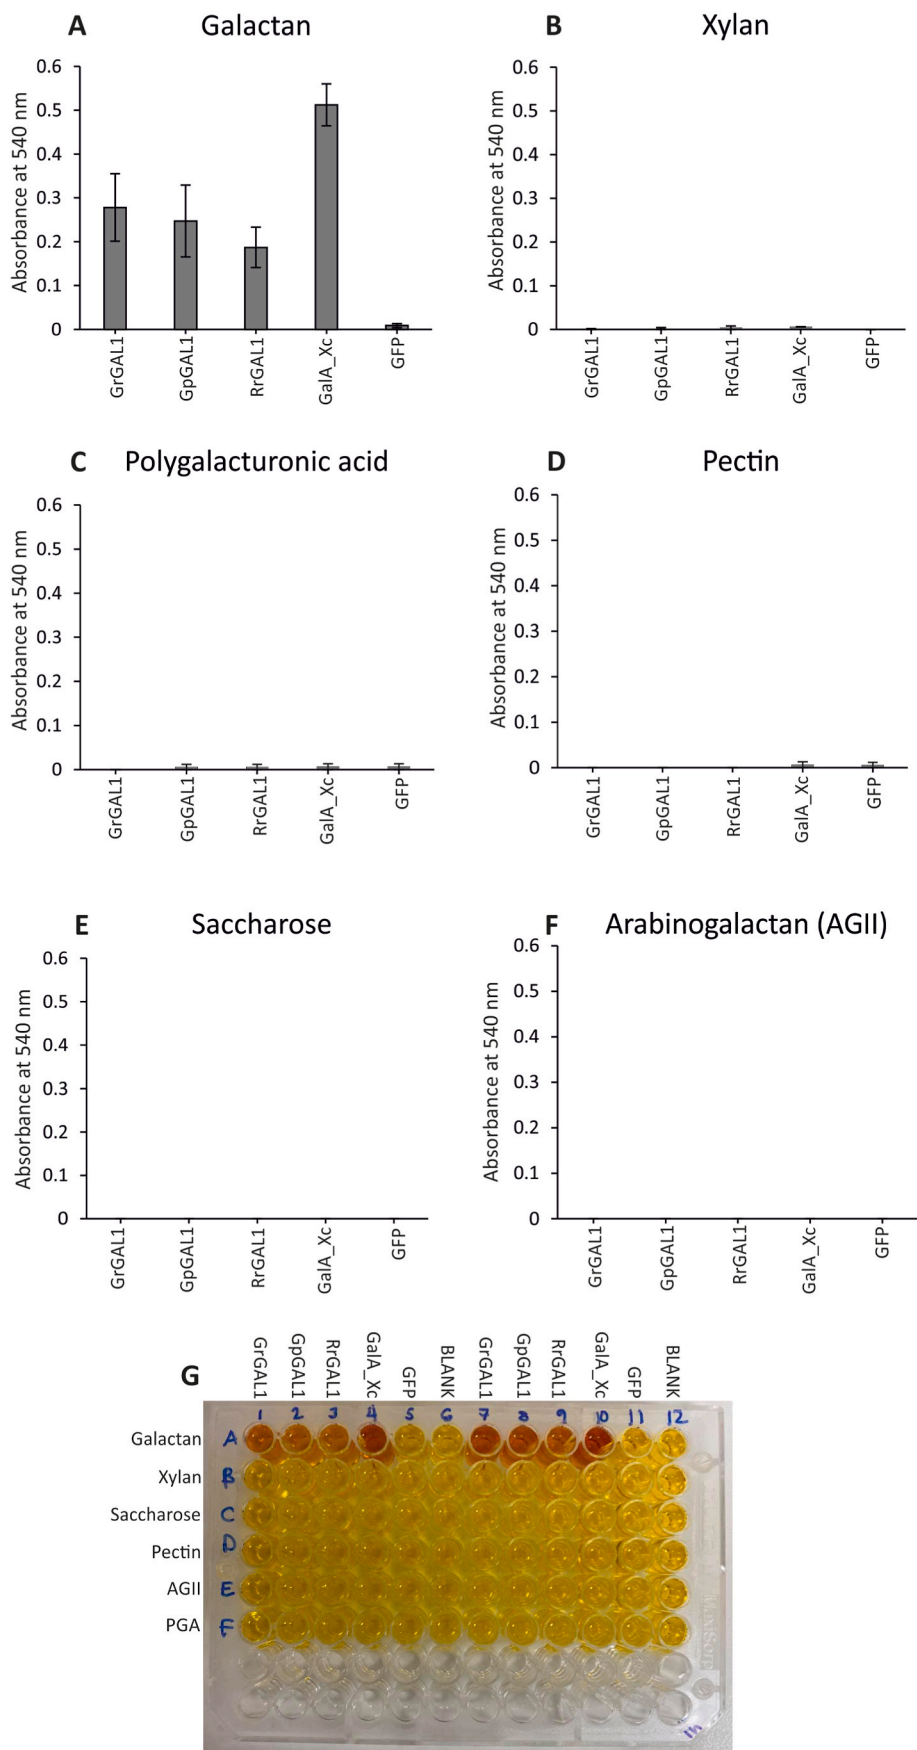 A Galactan
Absorbance at 540 nm
0.6
0.5
0.4
0.3
0.2
0.1
0
GrGAL1
GpGAL1
RrGAL1
GalA_Xc
GFP
B Xylan
Absorbance at 540 nm
0.6
0.5
0.4
0.3
0.2
0.1
0
GrGAL1
GpGAL1
RrGAL1
GalA_Xc
GFP
C Polygalacturonic acid
Absorbance at 540 nm
0.6
0.5
0.4
0.3
0.2
0.1
0
GrGAL1
GpGAL1
RrGAL1
GalA_Xc
GFP
D Pectin
Absorbance at 540 nm
0.6
0.5
0.4
0.3
0.2
0.1
0
GrGAL1
GpGAL1
RrGAL1
GalA_Xc
GFP
E Saccharose
Absorbance at 540 nm
0.6
0.5
0.4
0.3
0.2
0.1
0
GrGAL1
GpGAL1
RrGAL1
GalA_Xc
GFP
F Arabinogalactan (AGII)
Absorbance at 540 nm
0.6
0.5
0.4
0.3
0.2
0.1
0
GrGAL1
GpGAL1
RrGAL1
GalA_Xc
GFP
G
GrGAL1
GpGAL1
RrGAL1
GalA_Xc
GFP
BLANK
GrGAL1
GpGAL1
RrGAL1
GalA_Xc
GFP
BLANK
1 2 3 4 5 6 7 8 9 10 11 12
Galactan A
Xylan B
Saccharose C
Pectin D
AGII E
PGA F